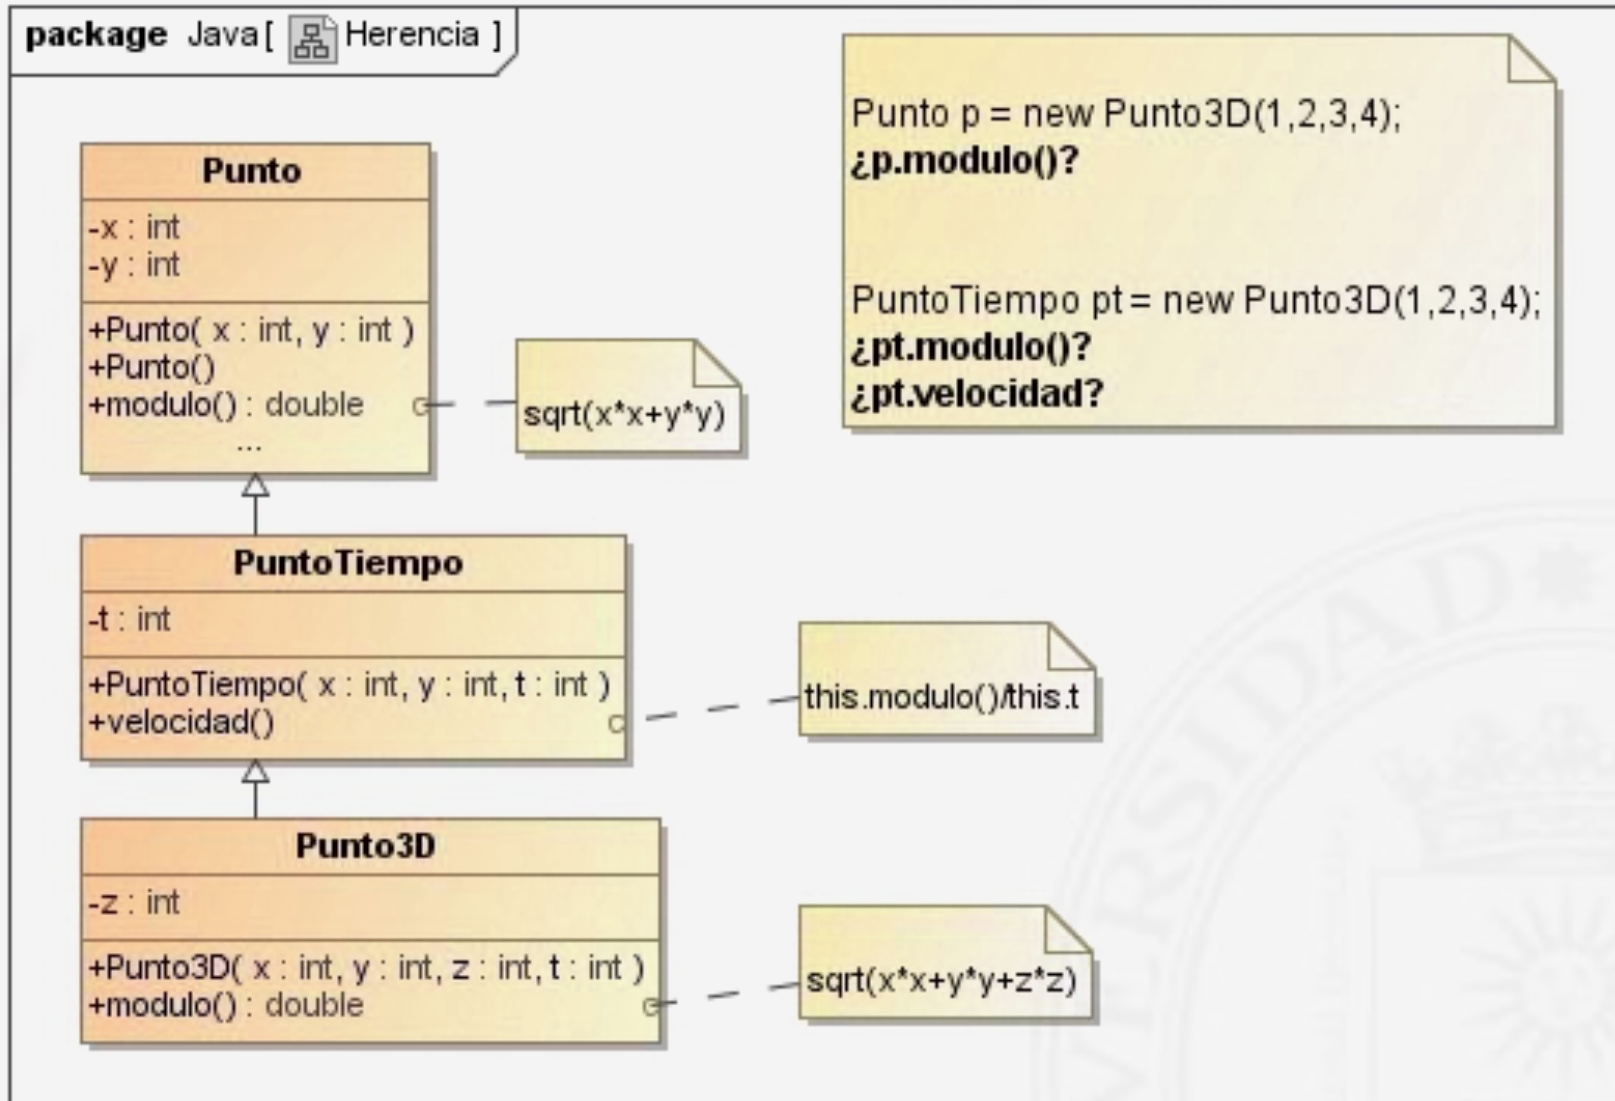 package Java[ Herencia ]
Punto
-x : int
-y : int
+Punto( x : int, y : int )
+Punto()
+modulo() : double
...
sqrt(x*x+y*y)
Punto p = new Punto3D(1,2,3,4);
¿p.modulo()?
PuntoTiempo pt = new Punto3D(1,2,3,4);
¿pt.modulo()?
¿pt.velocidad?
PuntoTiempo
-t : int
+PuntoTiempo( x : int, y : int, t : int )
+velocidad()
this.modulo()/this.t
Punto3D
-z : int
+Punto3D( x : int, y : int, z : int, t : int )
+modulo() : double
sqrt(x*x+y*y+z*z)
VERSIDAD